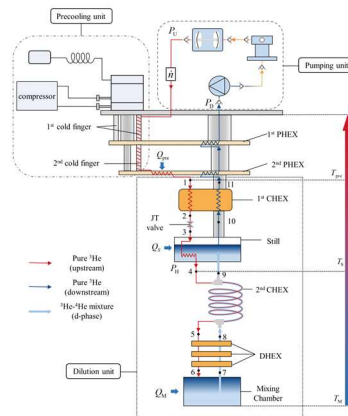 Precooling unit
P_U
ṅ
compressor
Pumping unit
P_D
1st cold finger
1st PHEX
2nd cold finger
Q_pre
2nd PHEX
T_pre
1
11
1st CHEX
2
10
JT
valve
3
Still
Q_S
P_H
T_S
4
9
Pure ³He
(upstream)
2nd CHEX
Pure ³He
(downstream)
³He-⁴He mixture
(d-phase)
5
8
DHEX
6
7
Dilution unit
Q_M
Mixing
Chamber
T_M